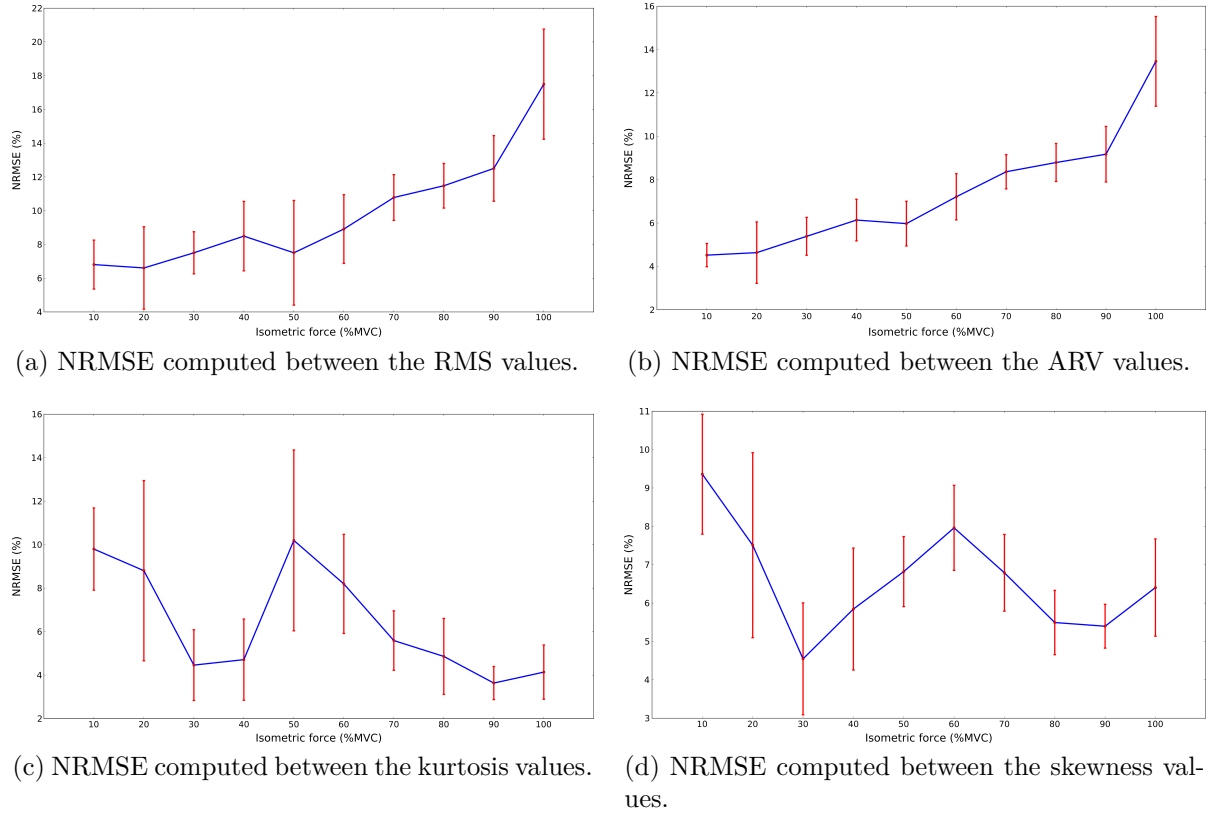 22
20
18
16
14
12
10
8
6
4
NRMSE (%)
10 20 30 40 50 60 70 80 90 100
Isometric force (%MVC)
(a) NRMSE computed between the RMS values.
16
14
12
10
8
6
4
2
NRMSE (%)
10 20 30 40 50 60 70 80 90 100
Isometric force (%MVC)
(b) NRMSE computed between the ARV values.
16
14
12
10
8
6
4
2
NRMSE (%)
10 20 30 40 50 60 70 80 90 100
Isometric force (%MVC)
(c) NRMSE computed between the kurtosis values.
11
10
9
8
7
6
5
4
3
NRMSE (%)
10 20 30 40 50 60 70 80 90 100
Isometric force (%MVC)
(d) NRMSE computed between the skewness val-
ues.